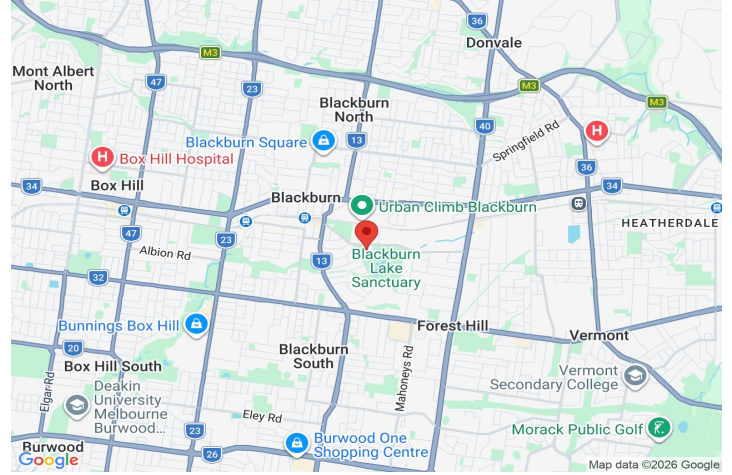 36
Donvale
M3
Mont Albert
North
47
23
M3
M3
Blackburn
North
Blackburn Square
13
40
Springfield Rd
H
H
Box Hill Hospital
36
34
Box Hill
Blackburn
34
Urban Climb Blackburn
47
23
HEATHERDALE
Albion Rd
13
Blackburn
Lake
Sanctuary
32
Bunnings Box Hill
Forest Hill
Vermont
20
Box Hill South
Blackburn
South
Mahoneys Rd
Vermont
Secondary College
Elgar Rd
Deakin
University
Melbourne
Burwood...
Eley Rd
Morack Public Golf
23
26
Burwood
Burwood One
Shopping Centre
Google
Map data ©2026 Google